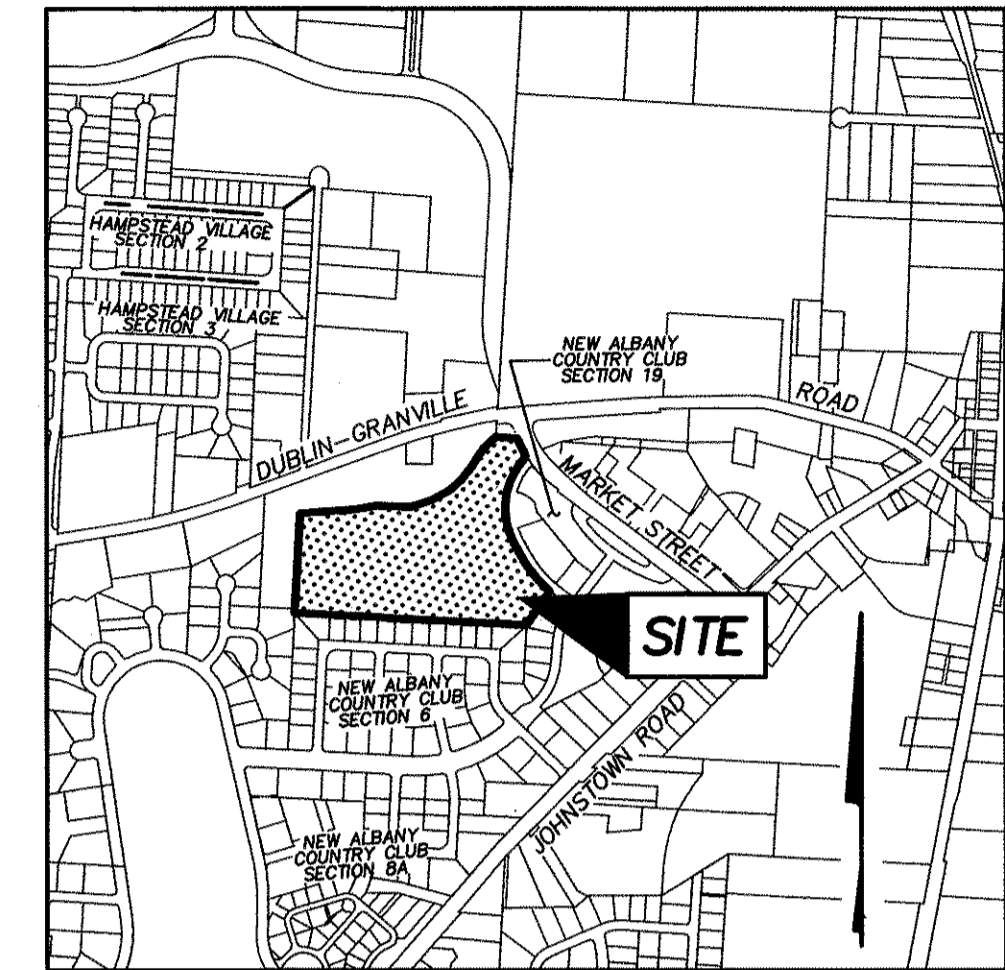 HAMPSTEAD VILLAGE
SECTION 2
HAMPSTEAD VILLAGE
SECTION 3
NEW ALBANY
COUNTRY CLUB
SECTION 19
DUBLIN-GRANVILLE
ROAD
MARKET STREET
SITE
NEW ALBANY
COUNTRY CLUB
SECTION 6
JOHNSTOWN ROAD
NEW ALBANY
COUNTRY CLUB
SECTION 8A